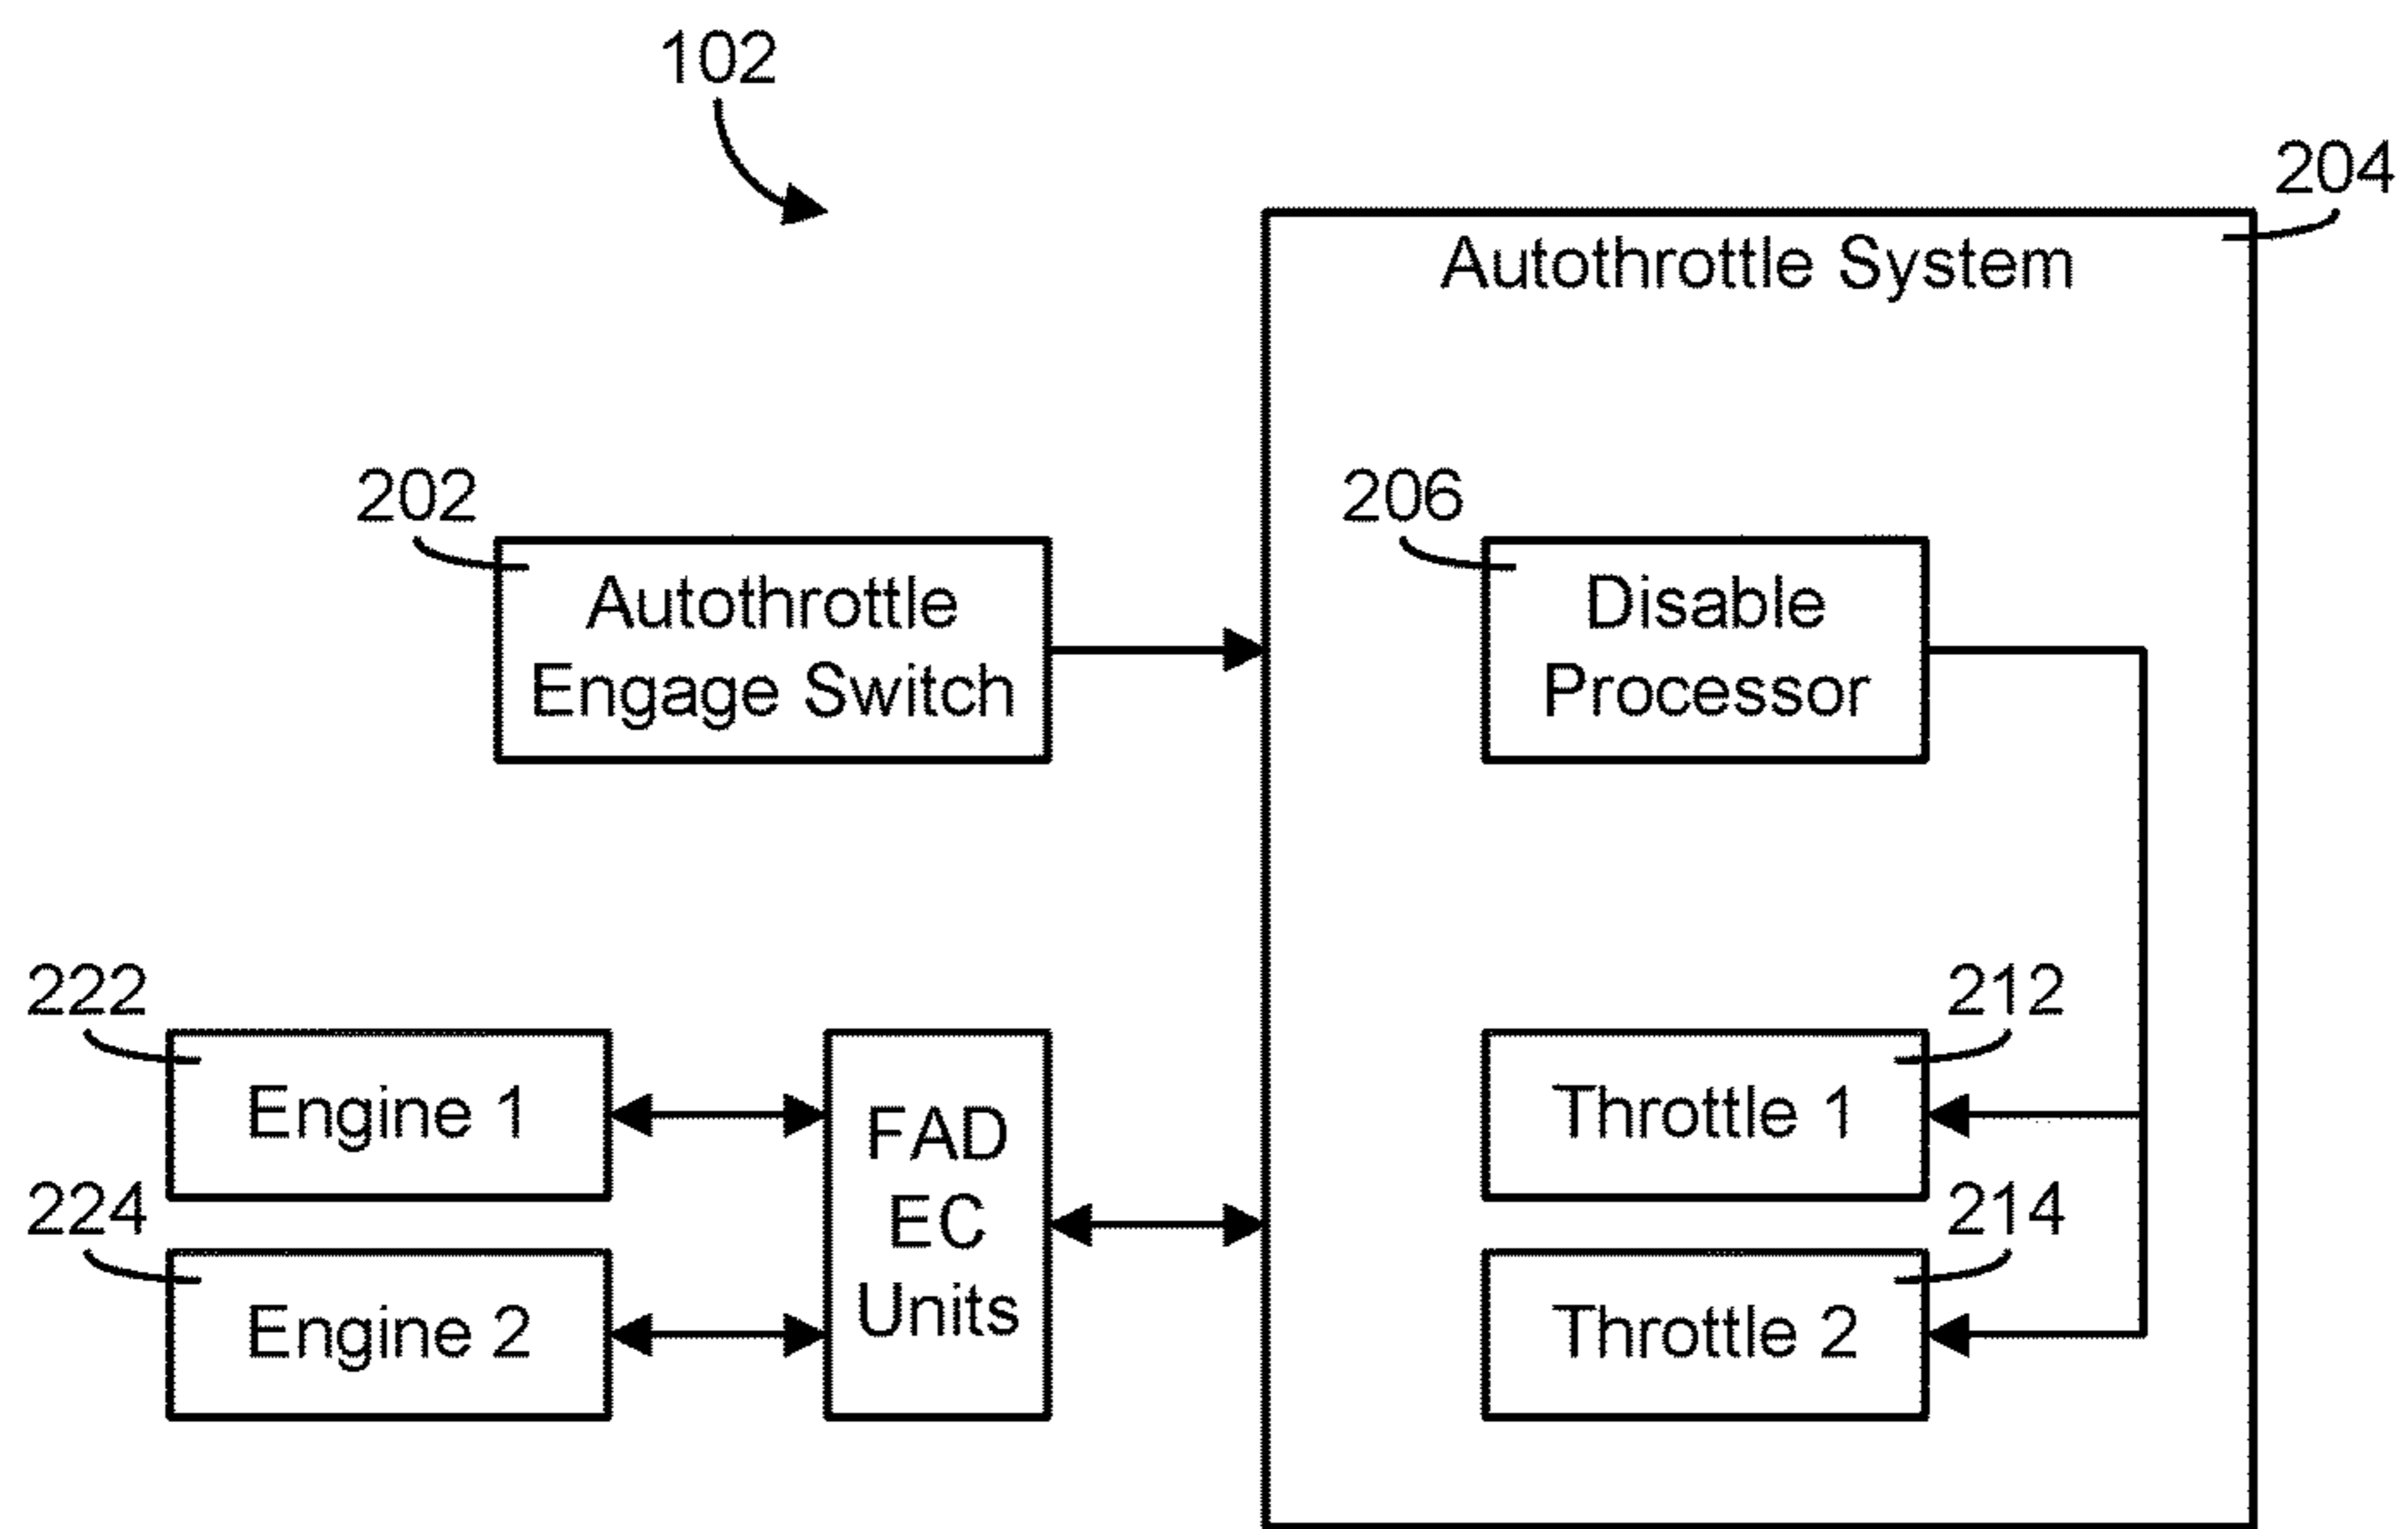 102
204
Autothrottle System
202
Autothrottle
Engage Switch
206
Disable
Processor
222
Engine 1
224
Engine 2
FAD
EC
Units
212
Throttle 1
214
Throttle 2